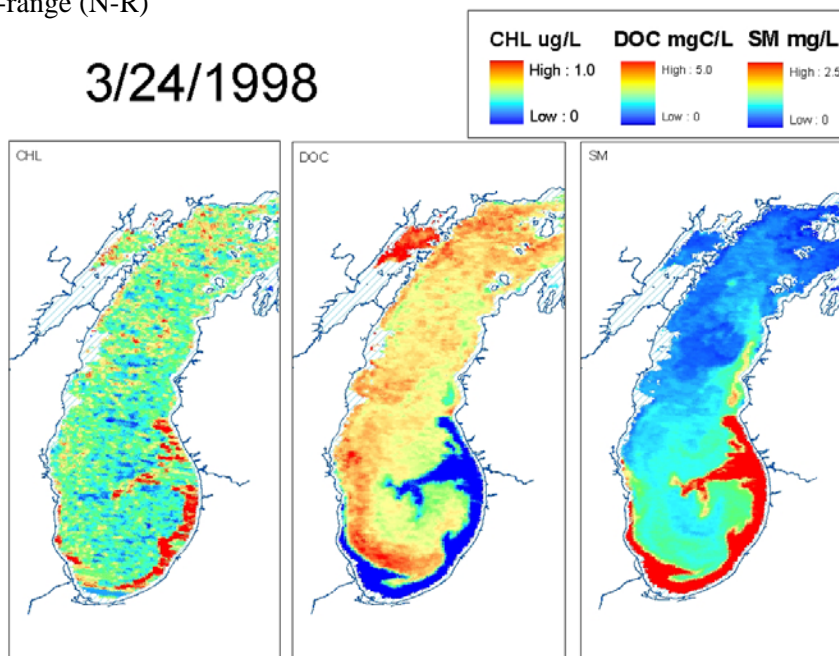 -range (N-R)
3/24/1998
CHL ug/L DOC mgC/L SM mg/L
High : 1.0 High : 5.0 High : 2.5
Low : 0 Low : 0 Low : 0
CHL DOC SM